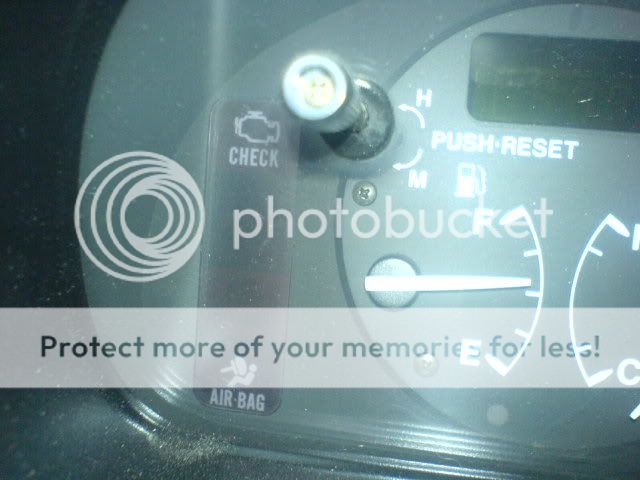 H
CHECK
PUSH·RESET
M
photobucket
F
H
Protect more of your memories for less!
E
C
AIR·BAG